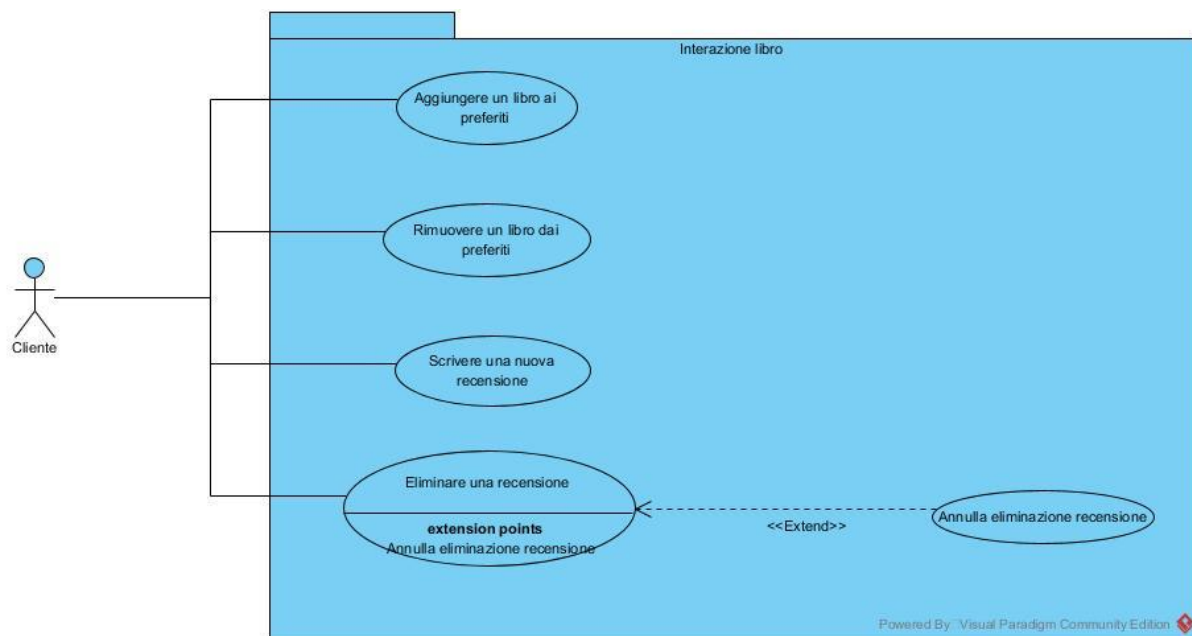 Interazione libro
Aggiungere un libro ai
preferiti
Rimuovere un libro dai
preferiti
Cliente
Scrivere una nuova
recensione
Eliminare una recensione
extension points
Annulla eliminazione recensione
<<Extend>>
Annulla eliminazione recensione
Powered By Visual Paradigm Community Edition